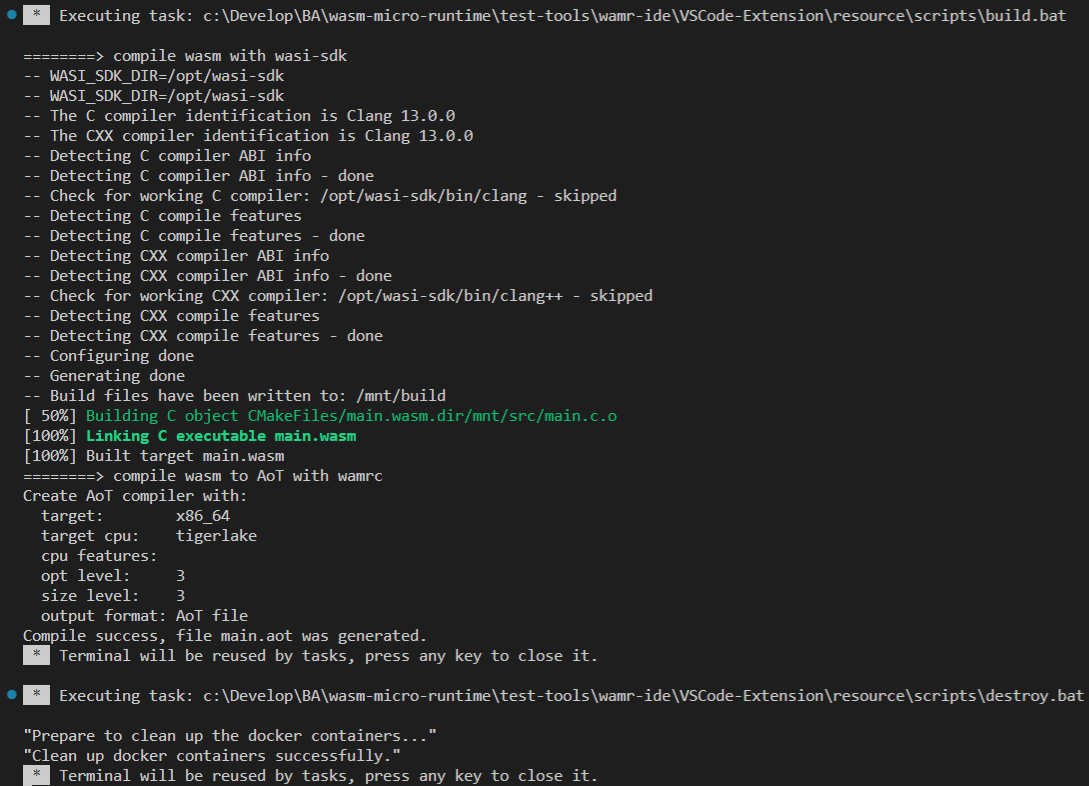 * Executing task: c:\Develop\BA\wasm-micro-runtime\test-tools\wamr-ide\VSCode-Extension\resource\scripts\build.bat
========> compile wasm with wasi-sdk
-- WASI_SDK_DIR=/opt/wasi-sdk
-- WASI_SDK_DIR=/opt/wasi-sdk
-- The C compiler identification is Clang 13.0.0
-- The CXX compiler identification is Clang 13.0.0
-- Detecting C compiler ABI info
-- Detecting C compiler ABI info - done
-- Check for working C compiler: /opt/wasi-sdk/bin/clang - skipped
-- Detecting C compile features
-- Detecting C compile features - done
-- Detecting CXX compiler ABI info
-- Detecting CXX compiler ABI info - done
-- Check for working CXX compiler: /opt/wasi-sdk/bin/clang++ - skipped
-- Detecting CXX compile features
-- Detecting CXX compile features - done
-- Configuring done
-- Generating done
-- Build files have been written to: /mnt/build
[ 50%] Building C object CMakeFiles/main.wasm.dir/mnt/src/main.c.o
[100%] Linking C executable main.wasm
[100%] Built target main.wasm
========> compile wasm to AoT with wamrc
Create AoT compiler with:
  target:        x86_64
  target cpu:    tigerlake
  cpu features:
  opt level:     3
  size level:    3
  output format: AoT file
Compile success, file main.aot was generated.
* Terminal will be reused by tasks, press any key to close it.
* Executing task: c:\Develop\BA\wasm-micro-runtime\test-tools\wamr-ide\VSCode-Extension\resource\scripts\destroy.bat
"Prepare to clean up the docker containers..."
"Clean up docker containers successfully."
* Terminal will be reused by tasks, press any key to close it.